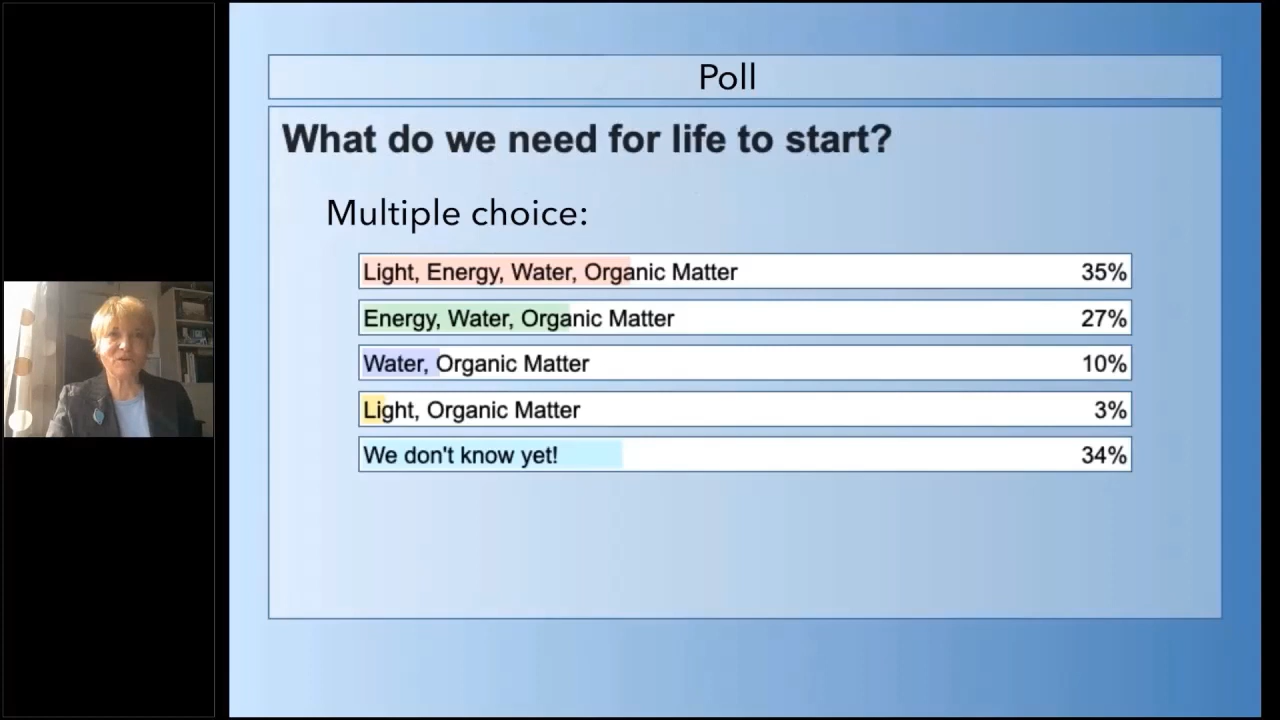 Poll
What do we need for life to start?
Multiple choice:
Light, Energy, Water, Organic Matter 35%
Energy, Water, Organic Matter 27%
Water, Organic Matter 10%
Light, Organic Matter 3%
We don't know yet! 34%